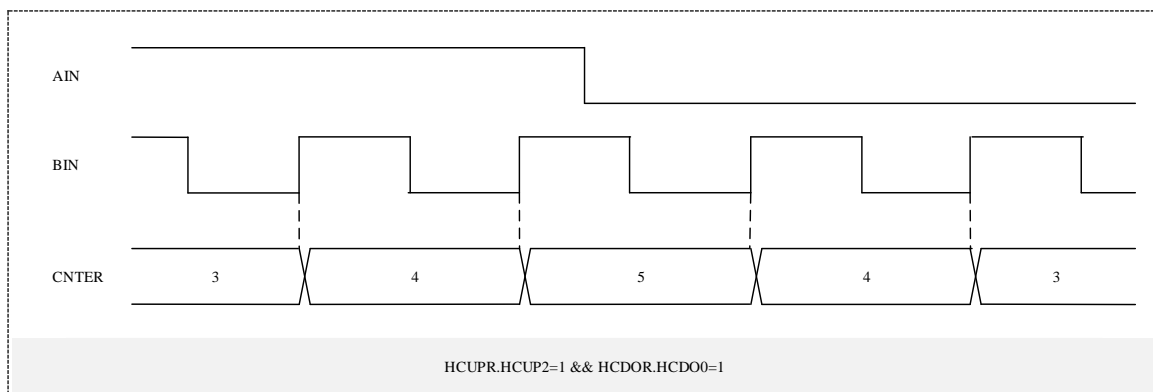 AIN
BIN
CNTER 3 4 5 4 3
HCUPR.HCUP2=1 && HCDOR.HCDO0=1